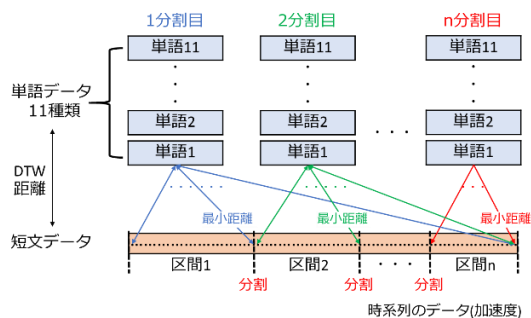 1分割目 2分割目 n分割目
単語11 単語11 単語11
単語データ
11種類
単語2 単語2 単語2
単語1 単語1 単語1
DTW
距離
最小距離 最小距離 最小距離
短文データ
区間1 区間2 区間n
分割 分割 分割
時系列のデータ(加速度)